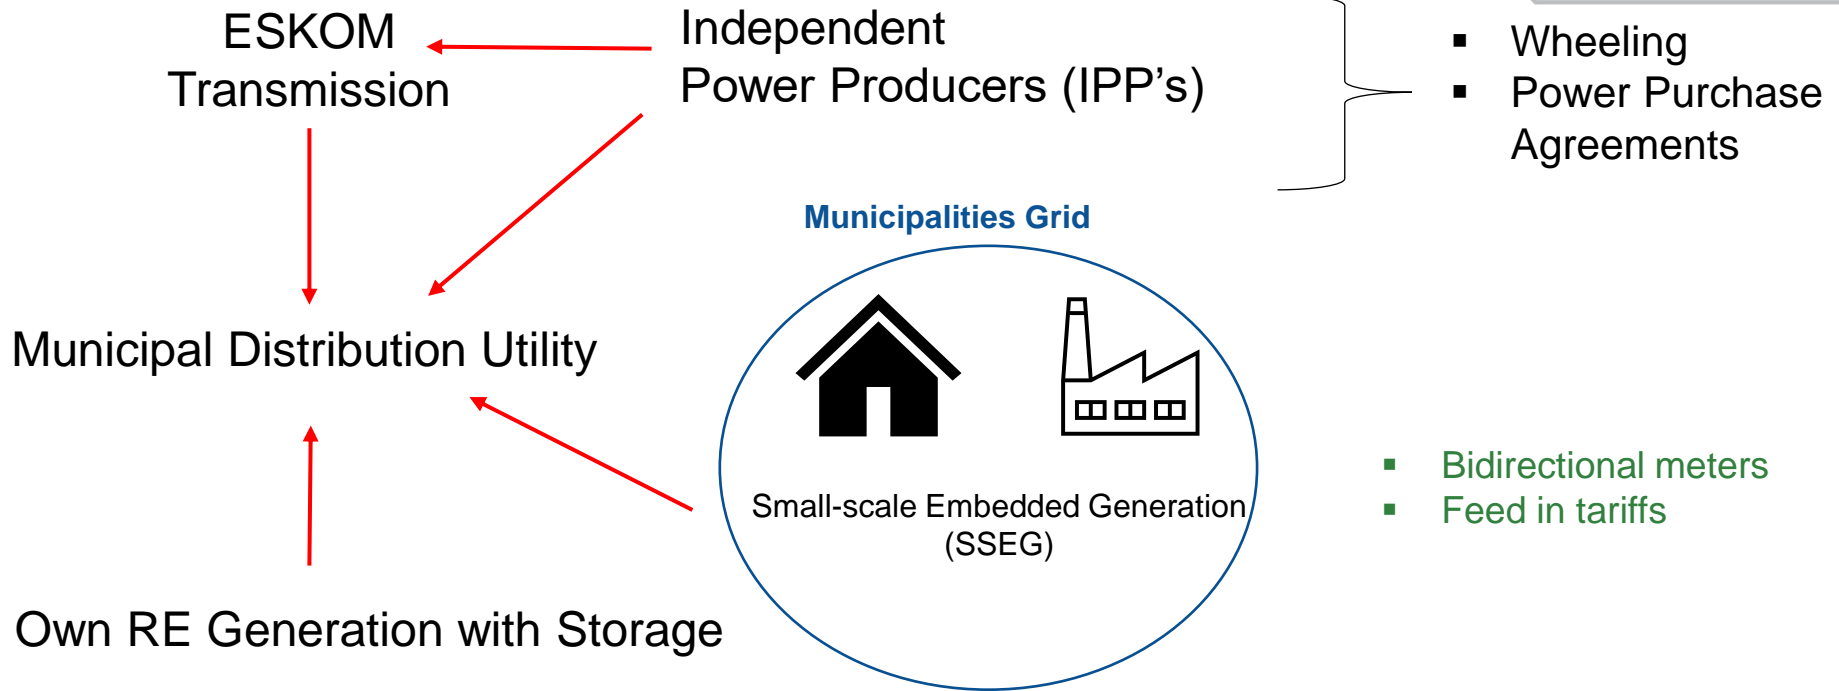 ESKOM
Transmission
Independent
Power Producers (IPP's)
▪ Wheeling
▪ Power Purchase
Agreements
Municipalities Grid
Municipal Distribution Utility
Small-scale Embedded Generation
(SSEG)
▪ Bidirectional meters
▪ Feed in tariffs
Own RE Generation with Storage